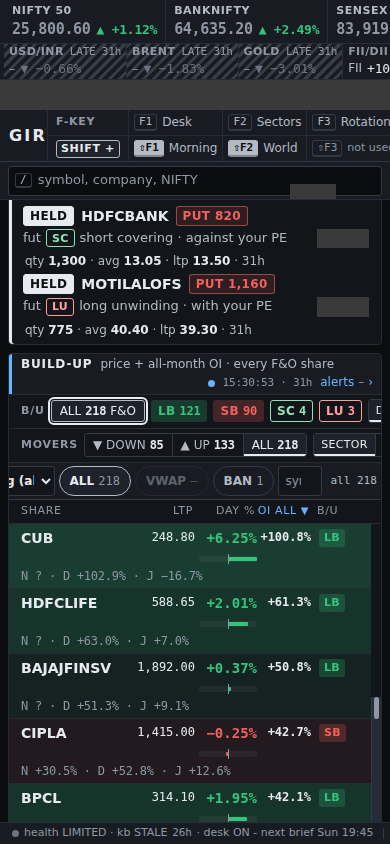 NIFTY 50 BANKNIFTY SENSEX
25,800.60 ▲ +1.12% 64,635.20 ▲ +2.49% 83,919
USD/INR LATE 31h BRENT LATE 31h GOLD LATE 31h FII/DII
– ▼ −0.66% – ▼ −1.83% – ▼ −3.01% FII +10
GIR F-KEY F1 Desk F2 Sectors F3 Rotation
SHIFT + ⇧F1 Morning ⇧F2 World ⇧F3 not used
/ symbol, company, NIFTY
HELD HDFCBANK PUT 820
fut SC short covering · against your PE
qty 1,300 · avg 13.05 · ltp 13.50 · 31h
HELD MOTILALOFS PUT 1,160
fut LU long unwinding · with your PE
qty 775 · avg 40.40 · ltp 39.30 · 31h
BUILD-UP price + all-month OI · every F&O share
● 15:30:53 · 31h alerts – ›
B/U ALL 218 F&O LB 121 SB 90 SC 4 LU 3
MOVERS ▼ DOWN 85 ▲ UP 133 ALL 218 SECTOR
ALL 218 VWAP – BAN 1 all 218
SHARE LTP DAY % OI ALL ▼ B/U
CUB 248.80 +6.25% +100.8% LB
N ? · D +102.9% · J −16.7%
HDFCLIFE 588.65 +2.01% +61.3% LB
N ? · D +63.0% · J +7.0%
BAJAJFINSV 1,892.00 +0.37% +50.8% LB
N ? · D +51.3% · J +9.1%
CIPLA 1,415.00 −0.25% +42.7% SB
N +30.5% · D +52.8% · J +12.6%
BPCL 314.10 +1.95% +42.1% LB
● health LIMITED · kb STALE 26h · desk ON - next brief Sun 19:45